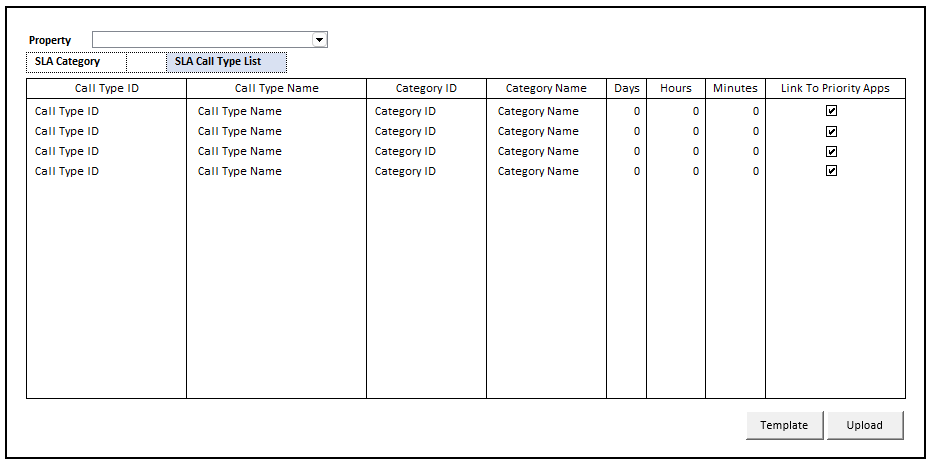 Property
SLA Category SLA Call Type List
Call Type ID Call Type Name Category ID Category Name Days Hours Minutes Link To Priority Apps
Call Type ID Call Type Name Category ID Category Name 0 0 0
Call Type ID Call Type Name Category ID Category Name 0 0 0
Call Type ID Call Type Name Category ID Category Name 0 0 0
Call Type ID Call Type Name Category ID Category Name 0 0 0
Template Upload